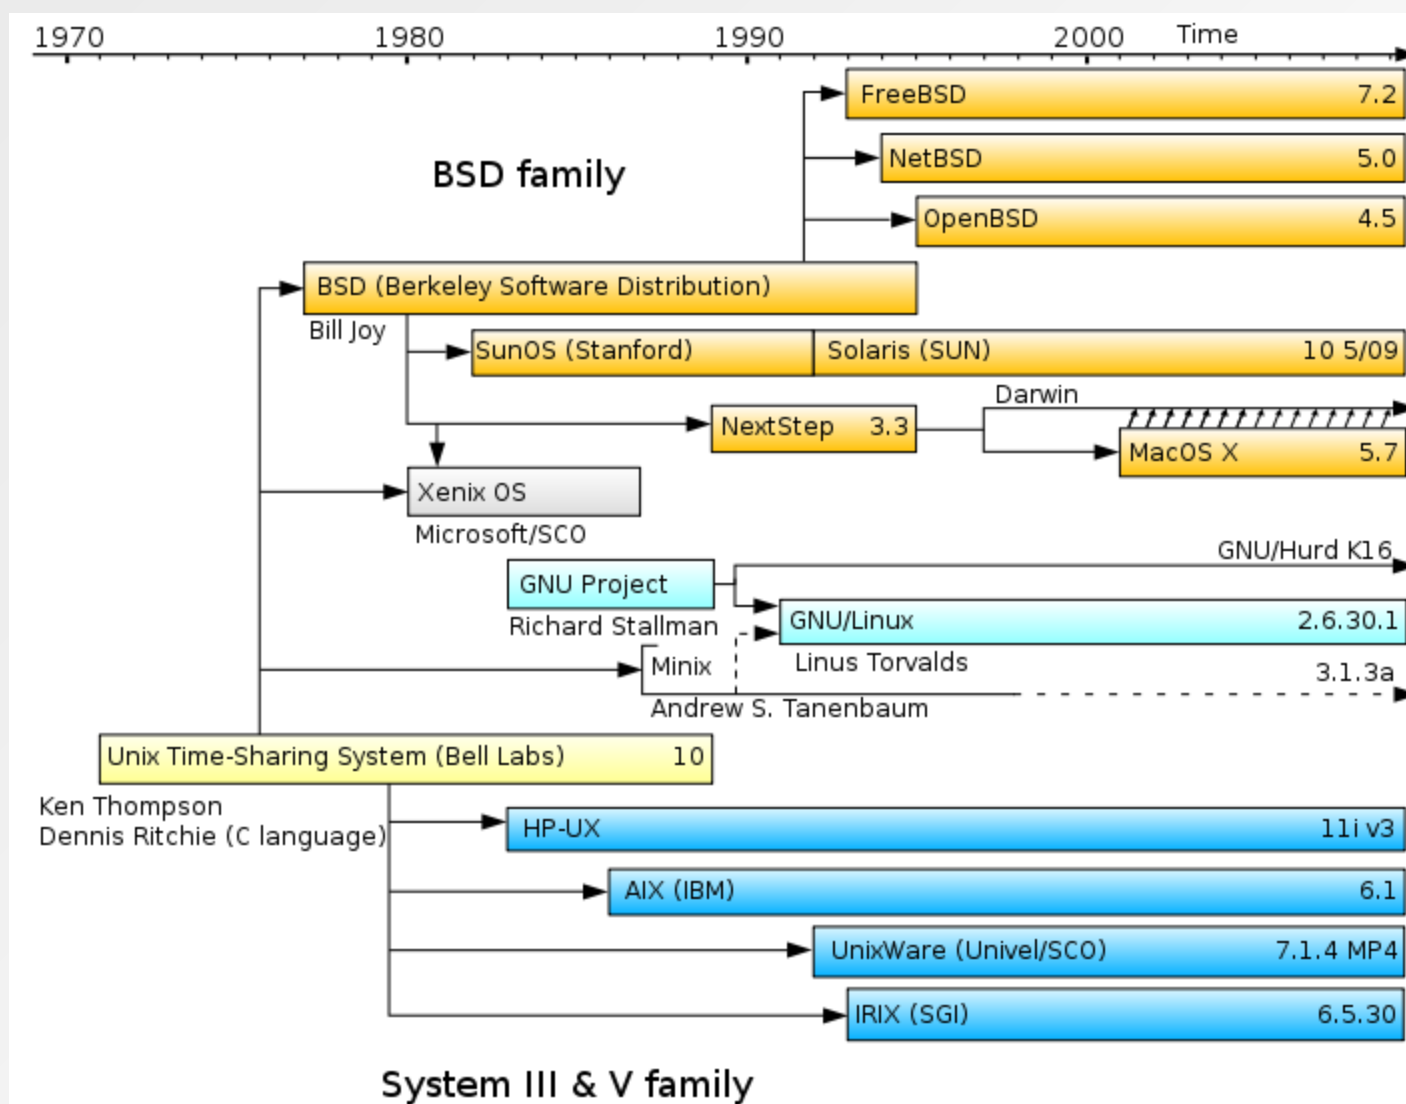 1970 1980 1990 2000 Time
FreeBSD 7.2
NetBSD 5.0
BSD family
OpenBSD 4.5
BSD (Berkeley Software Distribution)
Bill Joy
SunOS (Stanford) Solaris (SUN) 10 5/09
Darwin
NextStep 3.3
MacOS X 5.7
Xenix OS
Microsoft/SCO
GNU/Hurd K16
GNU Project
Richard Stallman
GNU/Linux 2.6.30.1
Linus Torvalds
Minix 3.1.3a
Andrew S. Tanenbaum
Unix Time-Sharing System (Bell Labs) 10
Ken Thompson
Dennis Ritchie (C language)
HP-UX 11i v3
AIX (IBM) 6.1
UnixWare (Univel/SCO) 7.1.4 MP4
IRIX (SGI) 6.5.30
System III & V family